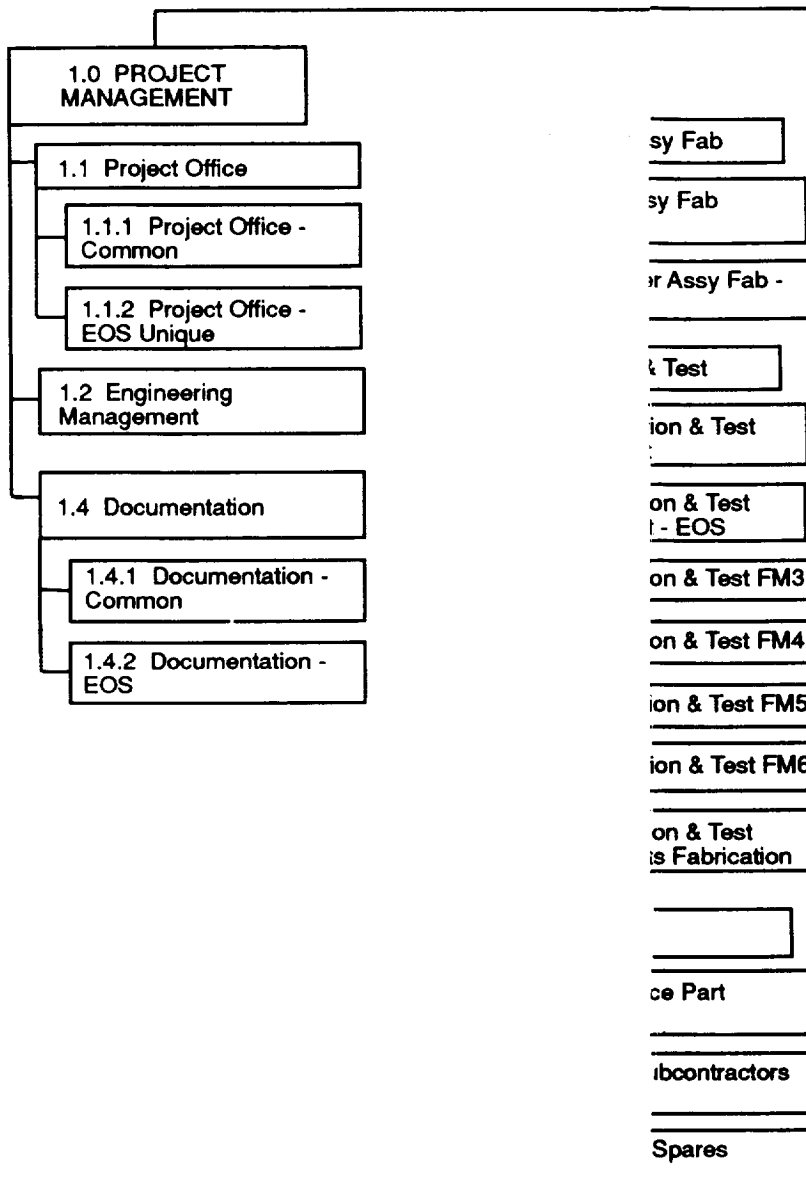 1.0 PROJECT
MANAGEMENT
1.1 Project Office
1.1.1 Project Office -
Common
1.1.2 Project Office -
EOS Unique
1.2 Engineering
Management
1.4 Documentation
1.4.1 Documentation -
Common
1.4.2 Documentation -
EOS
sy Fab
sy Fab
er Assy Fab -
& Test
ion & Test
on & Test
t - EOS
on & Test FM3
on & Test FM4
ion & Test FM5
ion & Test FM6
on & Test
ts Fabrication
ce Part
ubcontractors
Spares